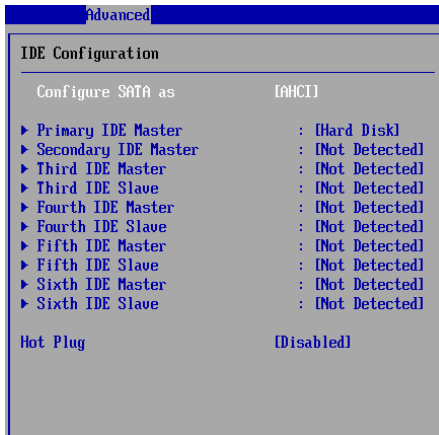 Advanced
IDE Configuration
Configure SATA as [AHCI]
Primary IDE Master : [Hard Disk]
Secondary IDE Master : [Not Detected]
Third IDE Master : [Not Detected]
Third IDE Slave : [Not Detected]
Fourth IDE Master : [Not Detected]
Fourth IDE Slave : [Not Detected]
Fifth IDE Master : [Not Detected]
Fifth IDE Slave : [Not Detected]
Sixth IDE Master : [Not Detected]
Sixth IDE Slave : [Not Detected]
Hot Plug [Disabled]